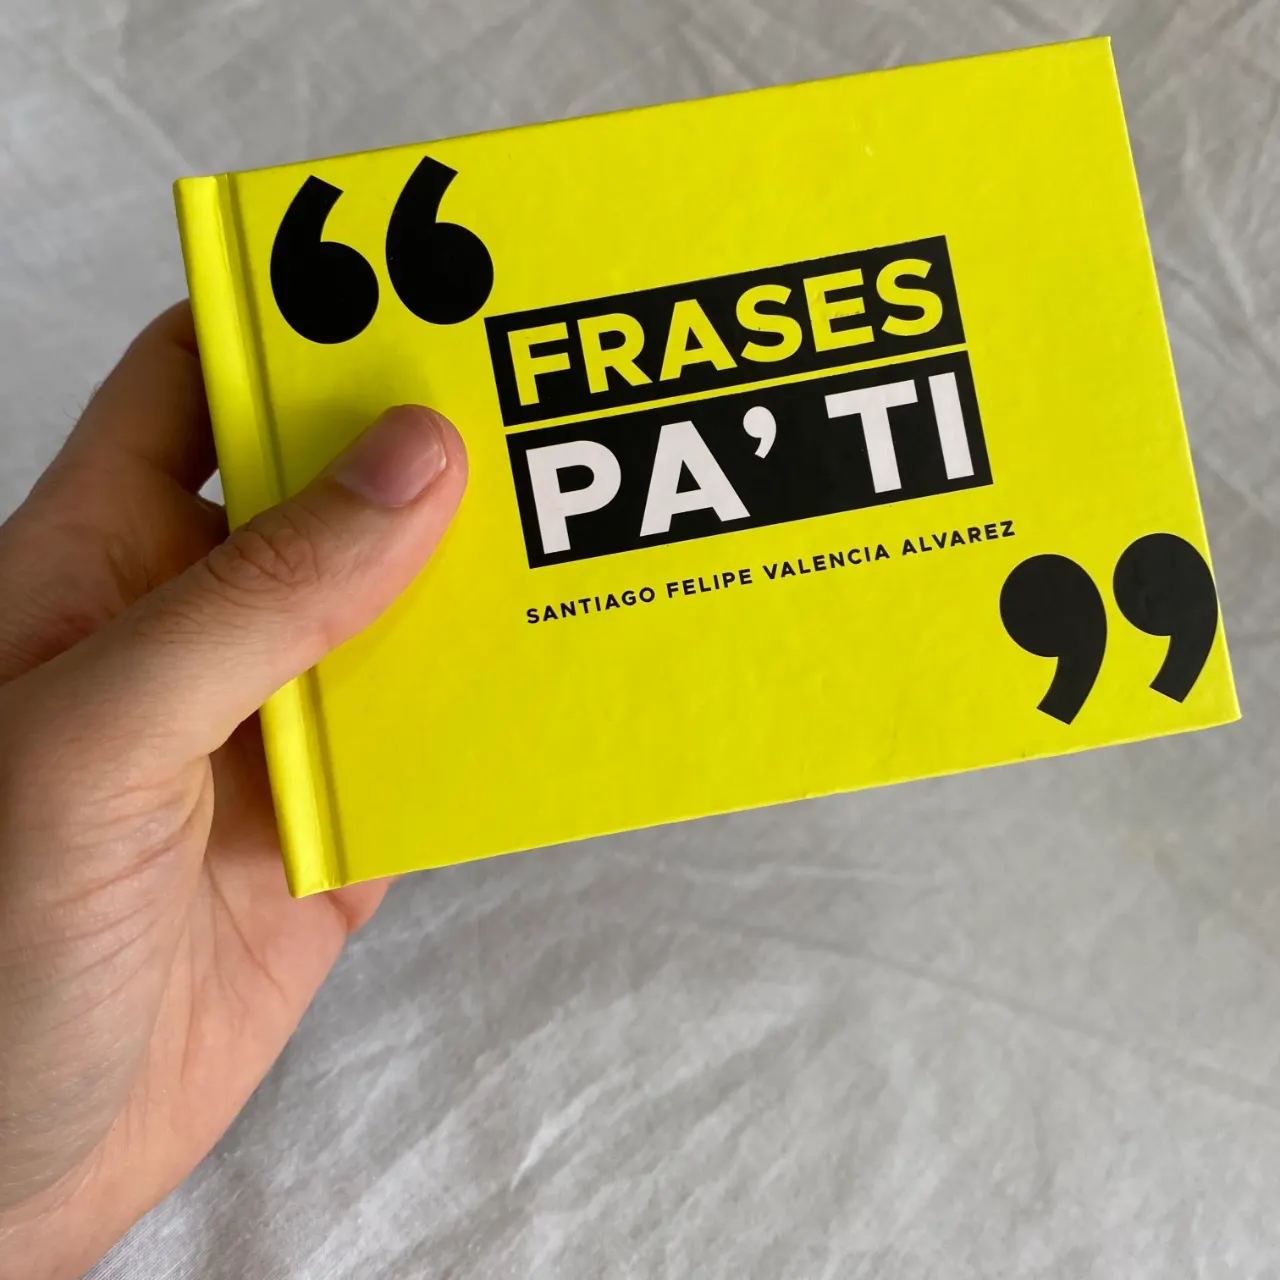 “
FRASES
PA’ TI
SANTIAGO FELIPE VALENCIA ALVAREZ
”